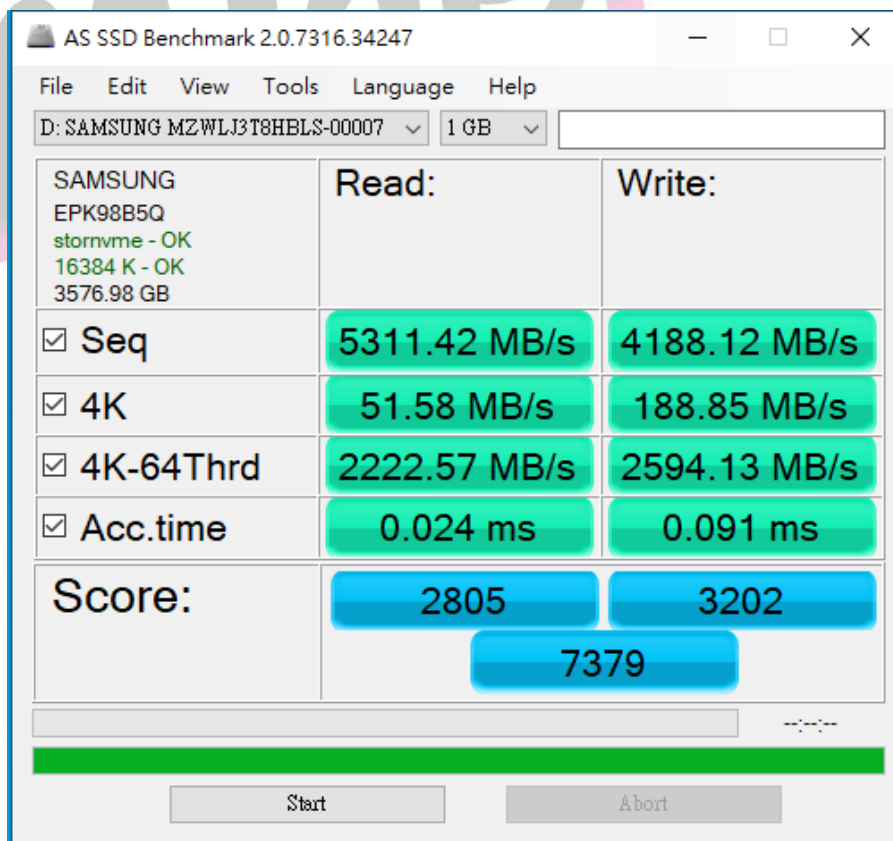 AS SSD Benchmark 2.0.7316.34247
File Edit View Tools Language Help
D: SAMSUNG MZWLJ3T8HBLS-00007 1 GB
SAMSUNG
EPK98B5Q
stornvme - OK
16384 K - OK
3576.98 GB
Read: Write:
Seq 5311.42 MB/s 4188.12 MB/s
4K 51.58 MB/s 188.85 MB/s
4K-64Thrd 2222.57 MB/s 2594.13 MB/s
Acc.time 0.024 ms 0.091 ms
Score: 2805 3202
7379
--:--:--
Start Abort